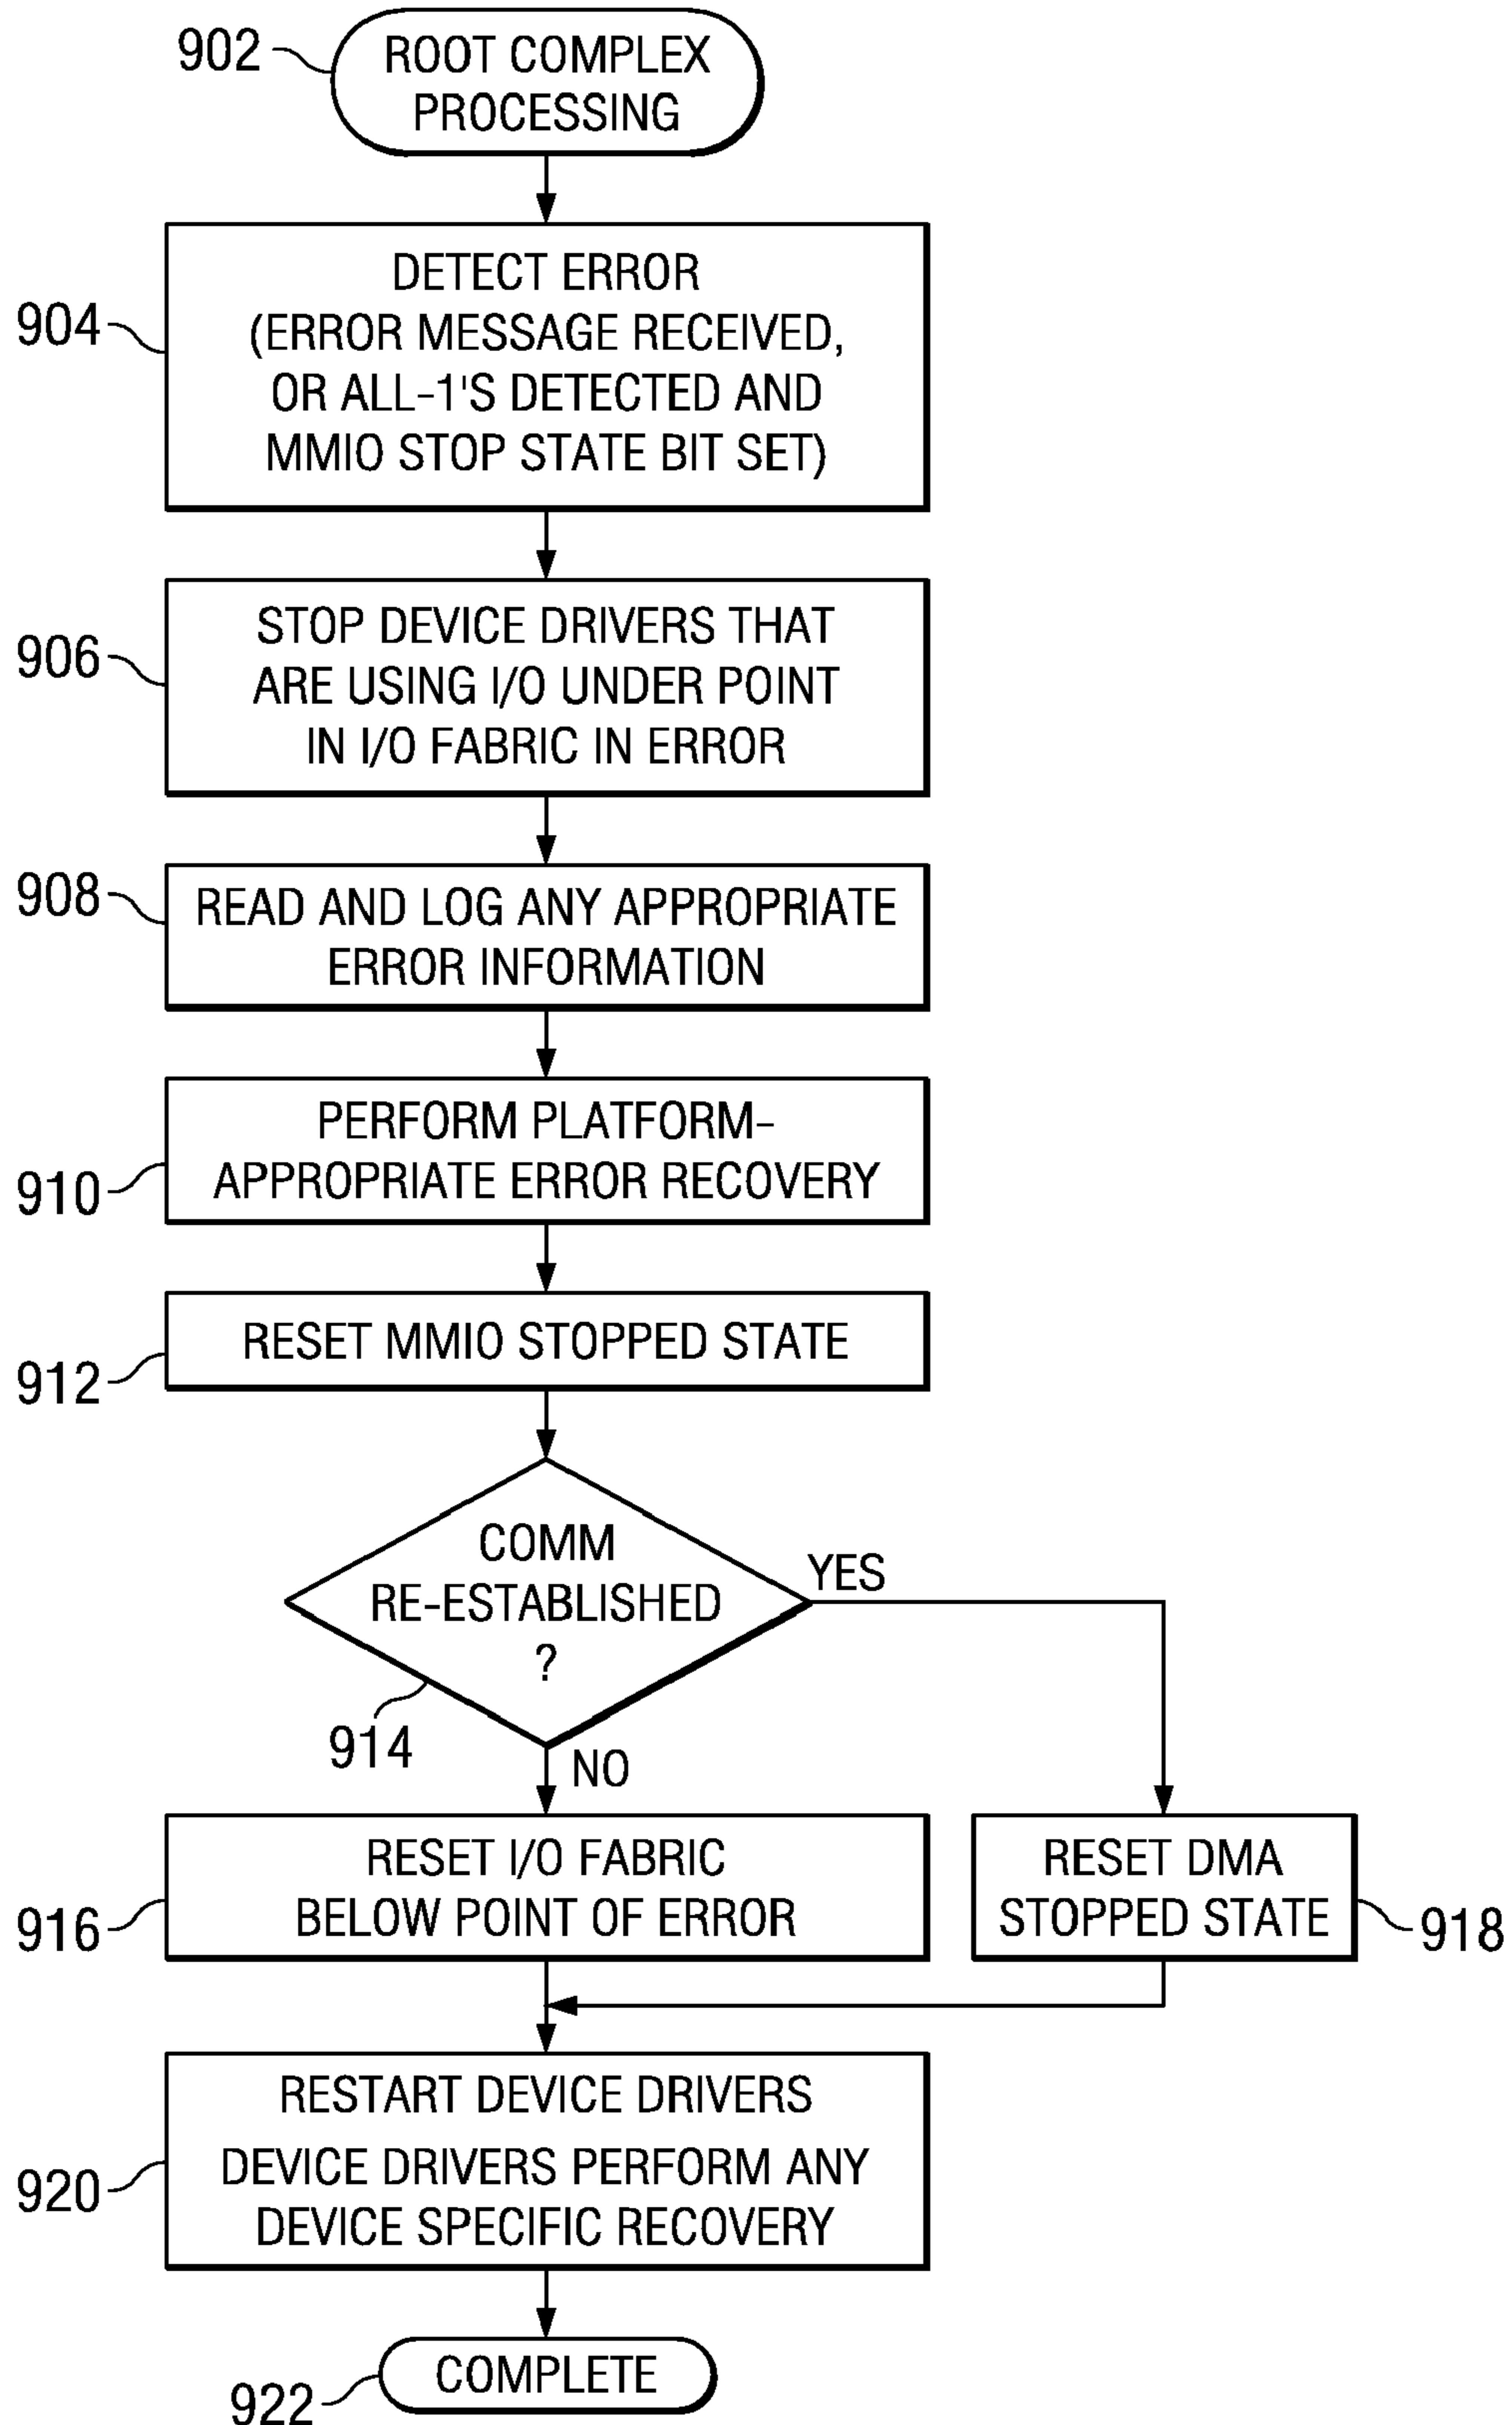 902
ROOT COMPLEX
PROCESSING
904
DETECT ERROR
(ERROR MESSAGE RECEIVED,
OR ALL-1'S DETECTED AND
MMIO STOP STATE BIT SET)
906
STOP DEVICE DRIVERS THAT
ARE USING I/O UNDER POINT
IN I/O FABRIC IN ERROR
908
READ AND LOG ANY APPROPRIATE
ERROR INFORMATION
910
PERFORM PLATFORM-
APPROPRIATE ERROR RECOVERY
912
RESET MMIO STOPPED STATE
COMM
RE-ESTABLISHED
?
YES
914
NO
916
RESET I/O FABRIC
BELOW POINT OF ERROR
RESET DMA
STOPPED STATE
918
920
RESTART DEVICE DRIVERS
DEVICE DRIVERS PERFORM ANY
DEVICE SPECIFIC RECOVERY
922
COMPLETE